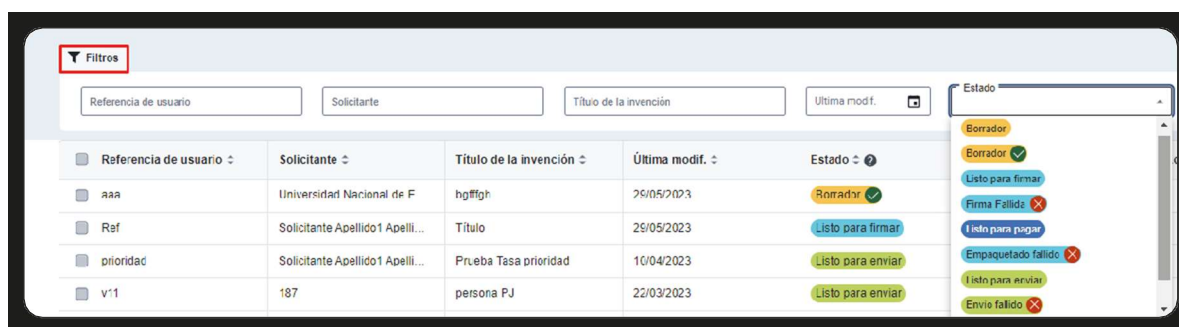 Filtros
Referencia de usuario Solicitante Título de la invención Ultima modif. Estado
Borrador
Borrador
Listo para firmar
Firma Fallida
Listo para pagar
Empaquetado fallido
Listo para enviar
Envio fallido
Referencia de usuario Solicitante Título de la invención Última modif. Estado
aaa Universidad Nacional de E bgffgh 29/05/2023 Borrador
Ref Solicitante Apellido1 Apelli... Título 29/05/2023 Listo para firmar
prioridad Solicitante Apellido1 Apelli... Prueba Tasa prioridad 10/04/2023 Listo para enviar
v11 187 persona PJ 22/03/2023 Listo para enviar